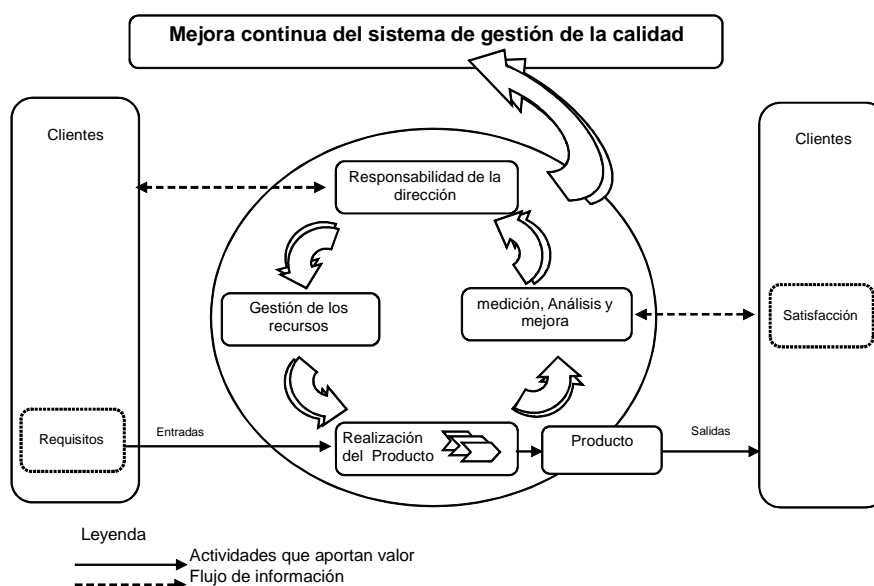 Mejora continua del sistema de gestión de la calidad
Clientes
Clientes
Responsabilidad de la
dirección
Gestión de los
recursos
medición, Análisis y
mejora
Satisfacción
Requisitos
Entradas
Realización
del Producto
Producto
Salidas
Leyenda
Actividades que aportan valor
Flujo de información